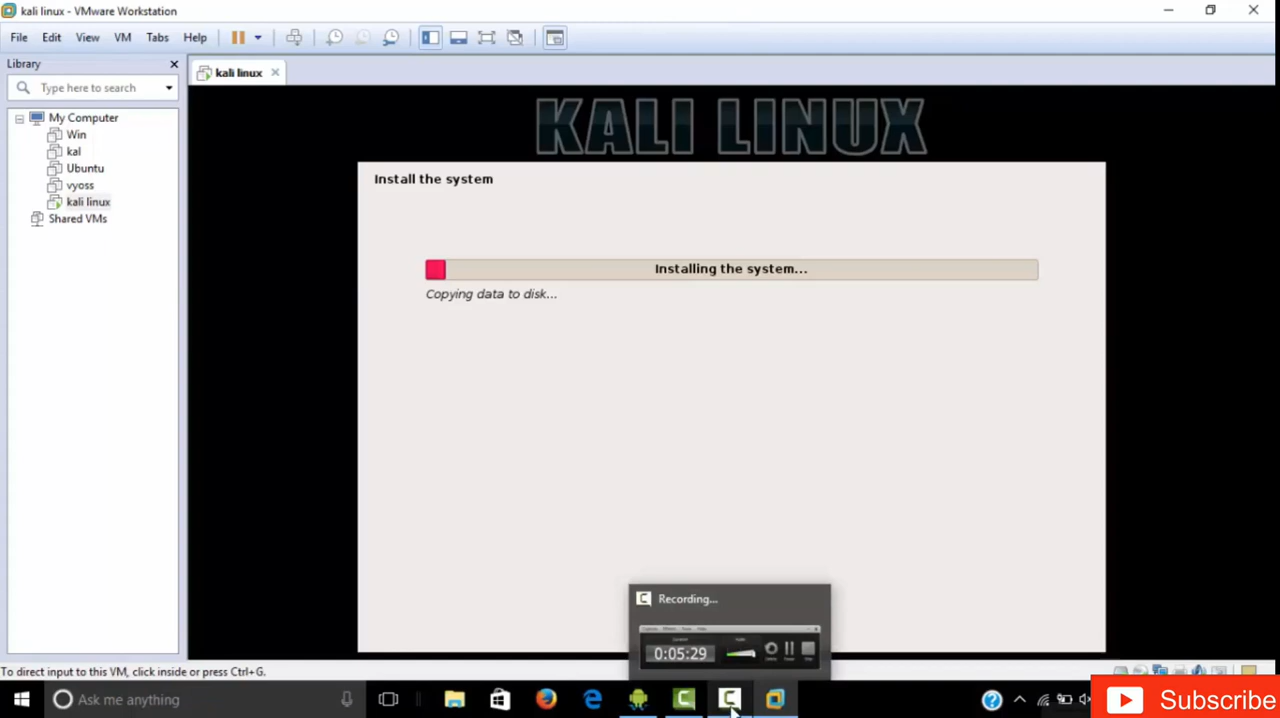 kali linux - VMware Workstation
File Edit View VM Tabs Help
Library
Type here to search
My Computer
Win
kal
Ubuntu
vyoss
kali linux
Shared VMs
kali linux
KALI LINUX
Install the system
Installing the system...
Copying data to disk...
Recording...
0:05:29
To direct input to this VM, click inside or press Ctrl+G.
Ask me anything
Subscribe